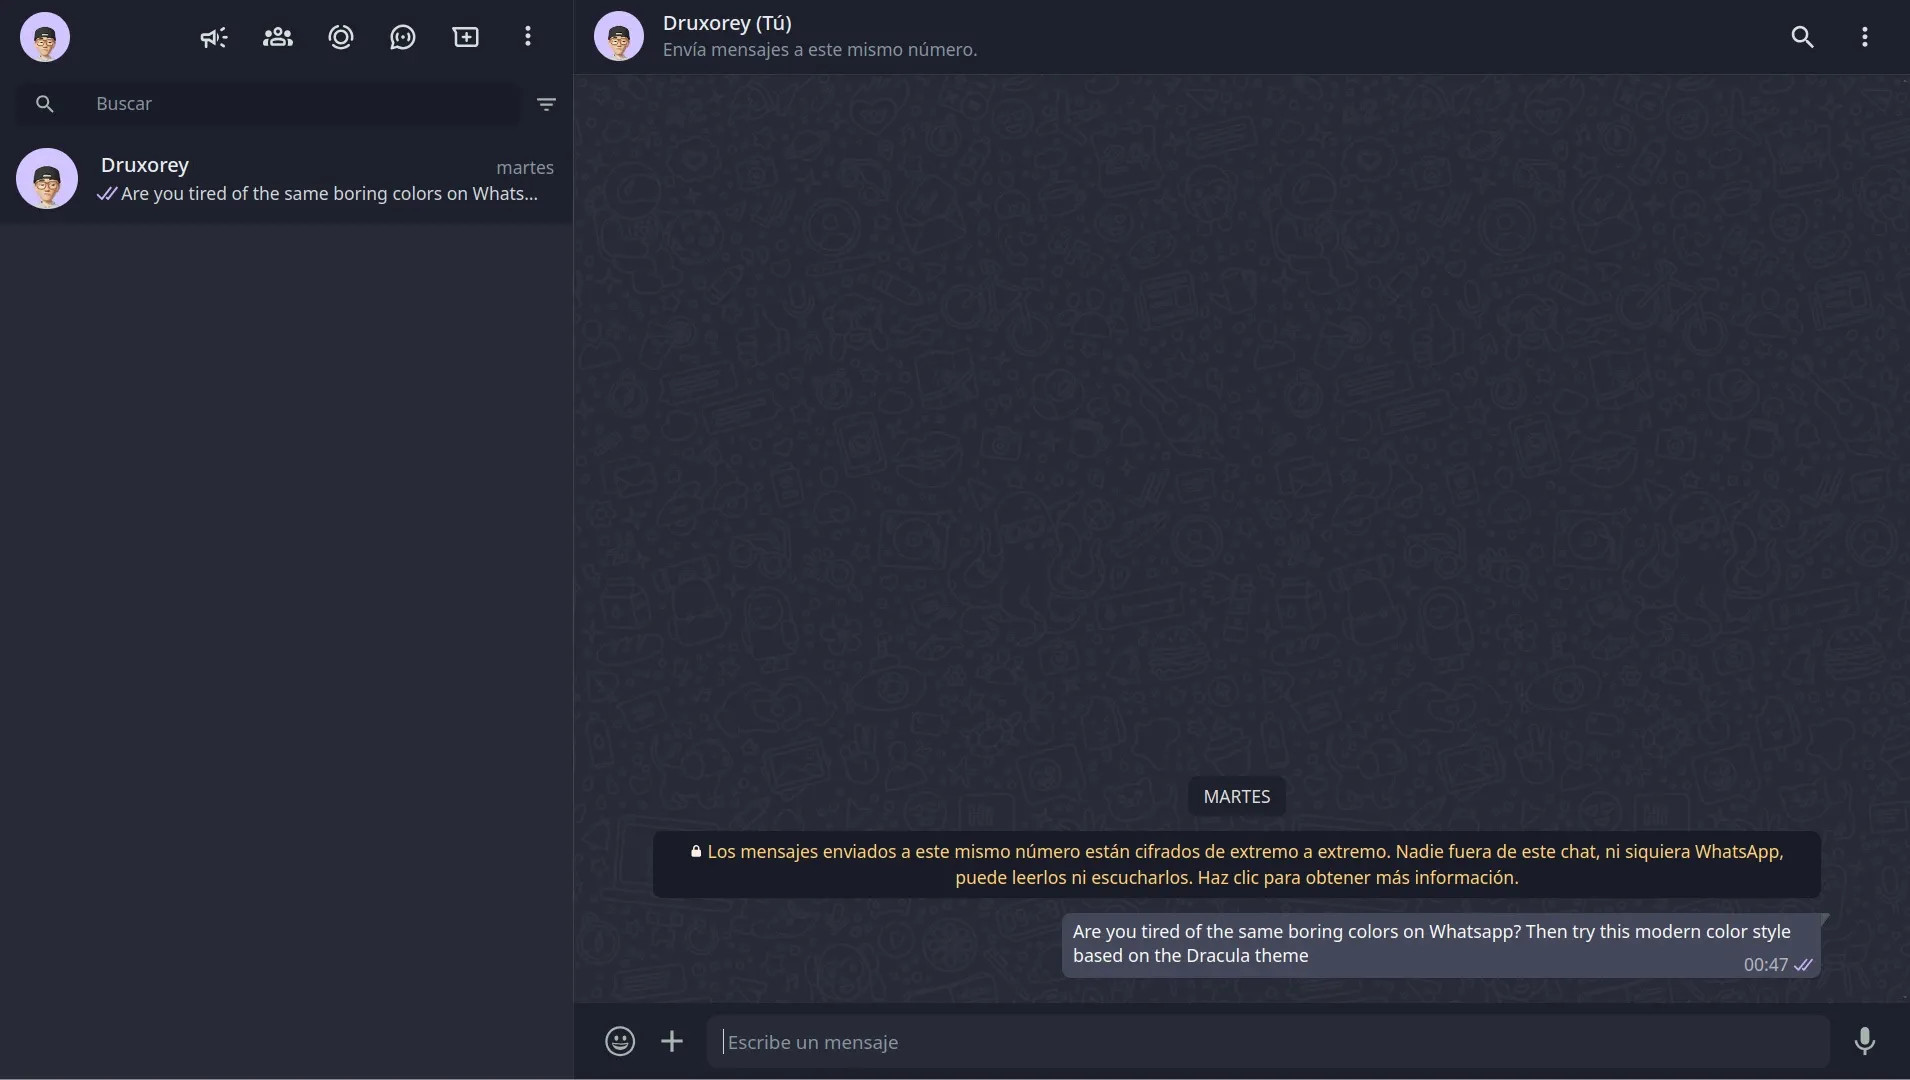 Buscar
Druxorey
martes
Are you tired of the same boring colors on Whats...
Druxorey (Tú)
Envía mensajes a este mismo número.
MARTES
Los mensajes enviados a este mismo número están cifrados de extremo a extremo. Nadie fuera de este chat, ni siquiera WhatsApp,
puede leerlos ni escucharlos. Haz clic para obtener más información.
Are you tired of the same boring colors on Whatsapp? Then try this modern color style
based on the Dracula theme
00:47
Escribe un mensaje